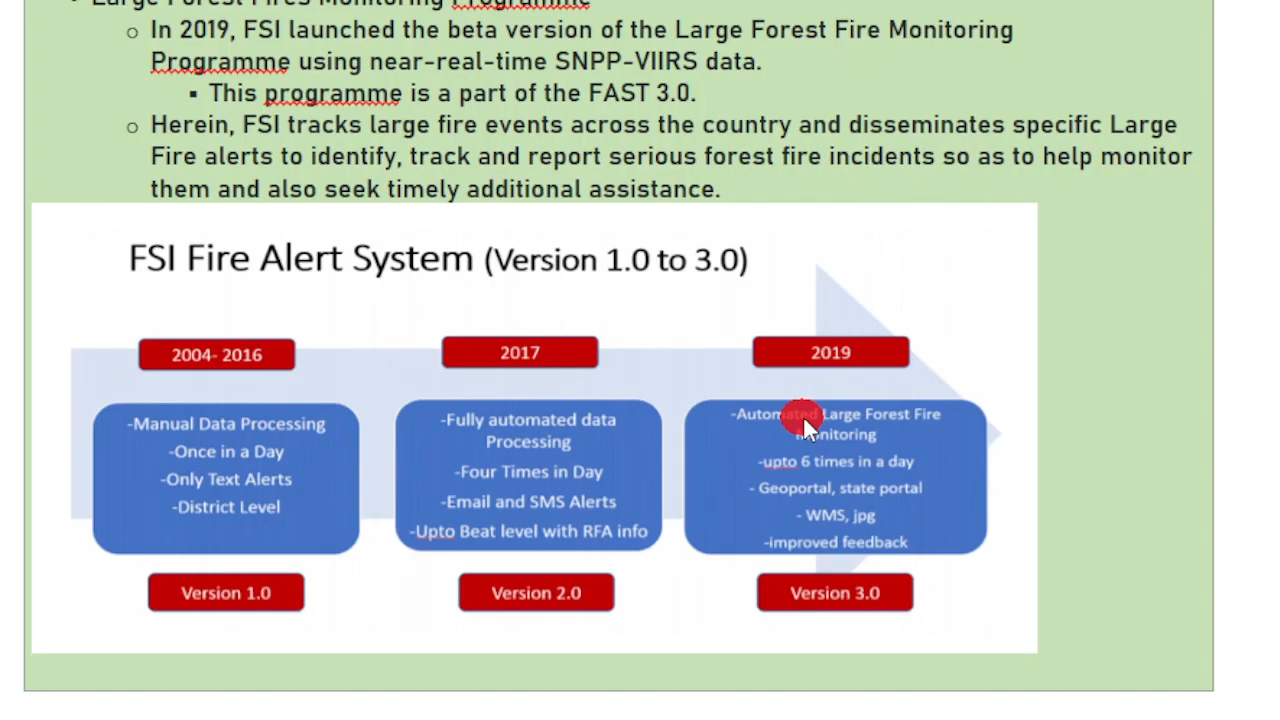 Large Forest Fires Monitoring Programme
In 2019, FSI launched the beta version of the Large Forest Fire Monitoring
Programme using near-real-time SNPP-VIIRS data.
This programme is a part of the FAST 3.0.
Herein, FSI tracks large fire events across the country and disseminates specific Large
Fire alerts to identify, track and report serious forest fire incidents so as to help monitor
them and also seek timely additional assistance.
FSI Fire Alert System (Version 1.0 to 3.0)
2004- 2016
-Manual Data Processing
-Once in a Day
-Only Text Alerts
-District Level
Version 1.0
2017
-Fully automated data
Processing
-Four Times in Day
-Email and SMS Alerts
-Upto Beat level with RFA info
Version 2.0
2019
-Automated Large Forest Fire
Monitoring
-upto 6 times in a day
- Geoportal, state portal
- WMS, jpg
-improved feedback
Version 3.0